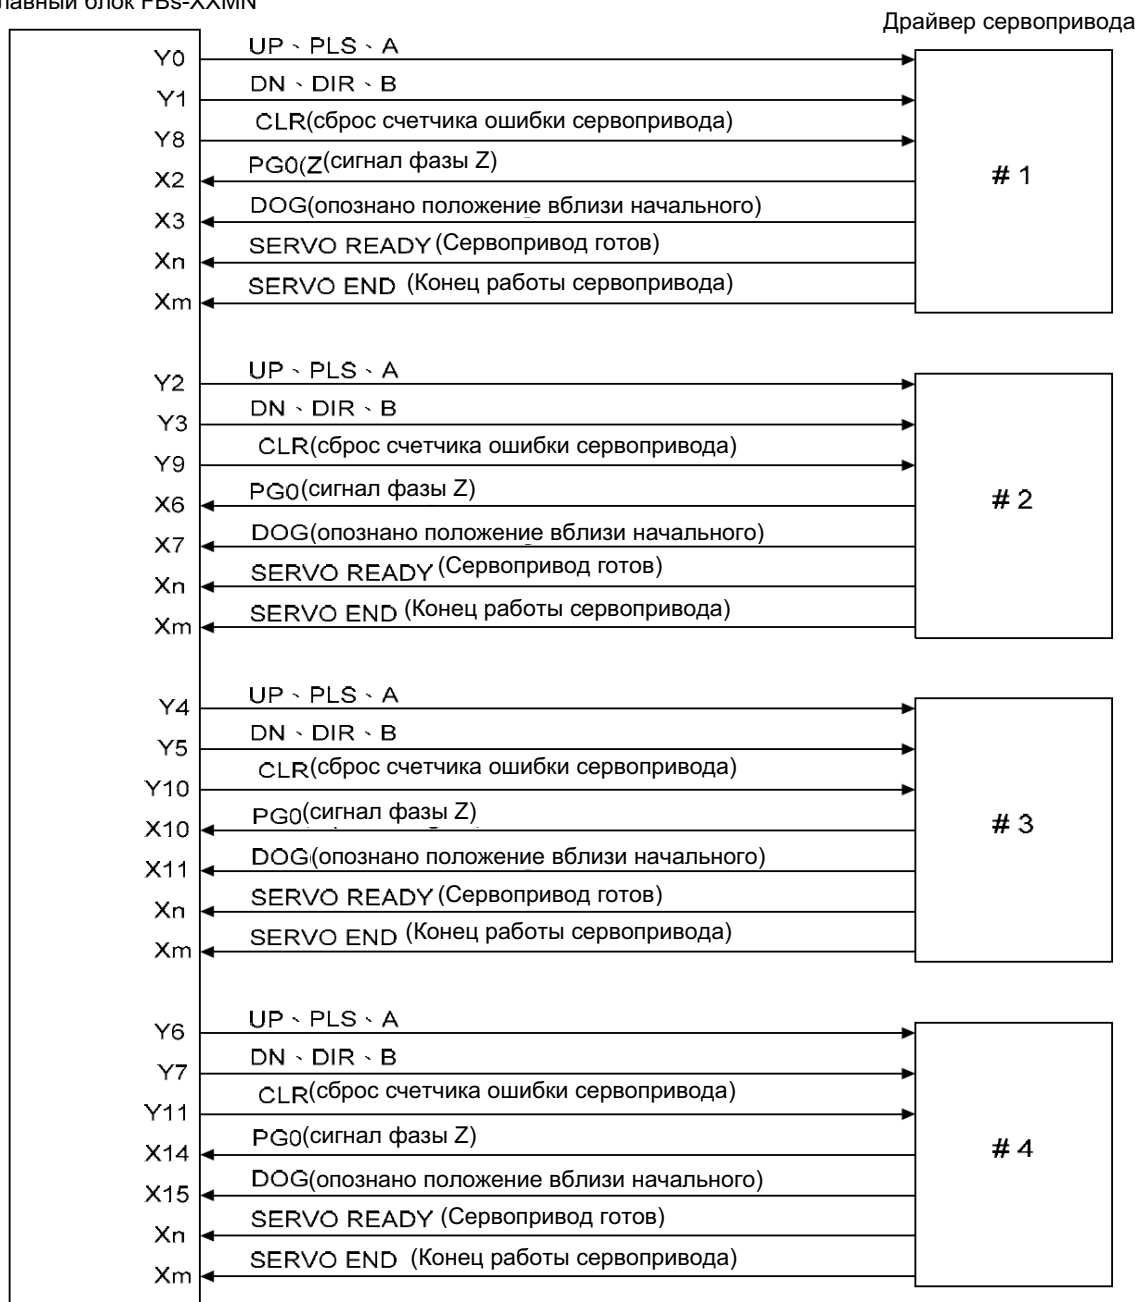 лавный блок FBs-XXMN
Драйвер сервопривода
Y0 UP、PLS、A
Y1 DN、DIR、B
Y8 CLR(сброс счетчика ошибки сервопривода)
X2 PG0(Z(сигнал фазы Z)
X3 DOG(опознано положение вблизи начального)
Xn SERVO READY (Сервопривод готов)
Xm SERVO END (Конец работы сервопривода)
# 1
Y2 UP、PLS、A
Y3 DN、DIR、B
Y9 CLR(сброс счетчика ошибки сервопривода)
X6 PG0(сигнал фазы Z)
X7 DOG(опознано положение вблизи начального)
Xn SERVO READY (Сервопривод готов)
Xm SERVO END (Конец работы сервопривода)
# 2
Y4 UP、PLS、A
Y5 DN、DIR、B
Y10 CLR(сброс счетчика ошибки сервопривода)
X10 PG0(сигнал фазы Z)
X11 DOG(опознано положение вблизи начального)
Xn SERVO READY (Сервопривод готов)
Xm SERVO END (Конец работы сервопривода)
# 3
Y6 UP、PLS、A
Y7 DN、DIR、B
Y11 CLR(сброс счетчика ошибки сервопривода)
X14 PG0(сигнал фазы Z)
X15 DOG(опознано положение вблизи начального)
Xn SERVO READY (Сервопривод готов)
Xm SERVO END (Конец работы сервопривода)
# 4